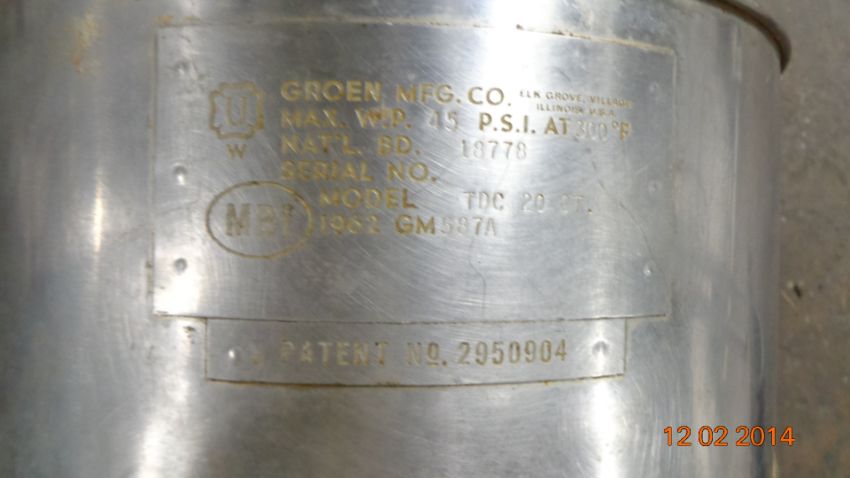 U
W
GROEN MFG. CO. ELK GROVE VILLAGE
ILLINOIS U.S.A.
MAX. W.P. 45 P.S.I. AT 300°F
NAT'L. BD. 18778
SERIAL NO.
MODEL TDC 20 QT.
1962 GM587A
PATENT NO. 2950904
12 02 2014